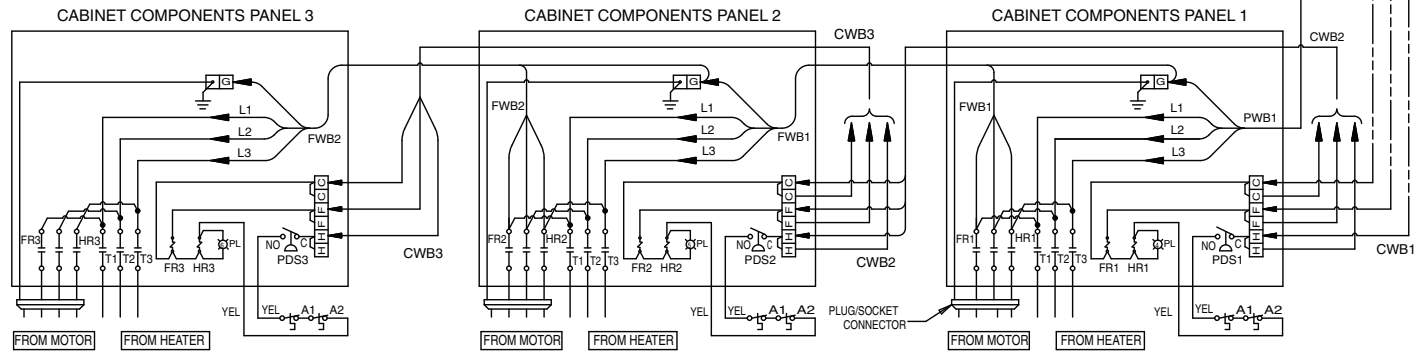 CABINET COMPONENTS PANEL 3
CABINET COMPONENTS PANEL 2
CABINET COMPONENTS PANEL 1
CWB3
CWB2
G
G
G
FWB2
FWB1
L1
L2
L3
FWB2
L1
L2
L3
FWB1
L1
L2
L3
PWB1
C
C
F
F
H
H
C
C
F
F
H
H
C
C
F
F
H
H
FR3
HR3
T1
T2
T3
FR3
HR3
PL
NO
C
PDS3
CWB3
FR2
HR2
T1
T2
T3
FR2
HR2
PL
NO
C
PDS2
CWB2
FR1
HR1
T1
T2
T3
FR1
HR1
PL
NO
C
PDS1
CWB1
YEL
YEL
A1
A2
YEL
YEL
A1
A2
PLUG/SOCKET
CONNECTOR
YEL
YEL
A1
A2
FROM MOTOR
FROM HEATER
FROM MOTOR
FROM HEATER
FROM MOTOR
FROM HEATER